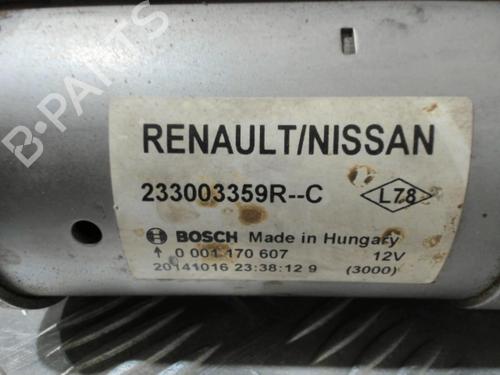 RENAULT/NISSAN
233003359R--C L78
BOSCH Made in Hungary
↑ 0 001 170 607 12V
20141016 23:38:12 9 (3000)
B-PARTS